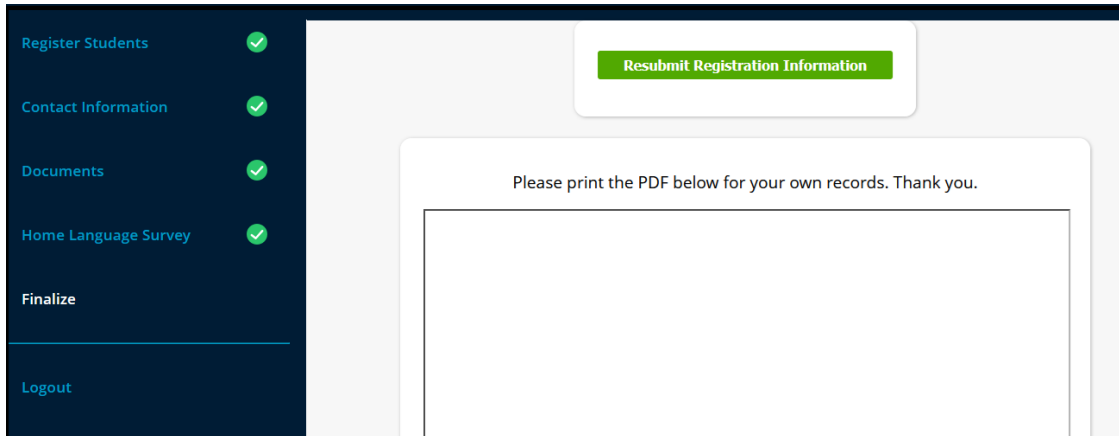 Register Students
Contact Information
Documents
Home Language Survey
Finalize
Logout
Resubmit Registration Information
Please print the PDF below for your own records. Thank you.